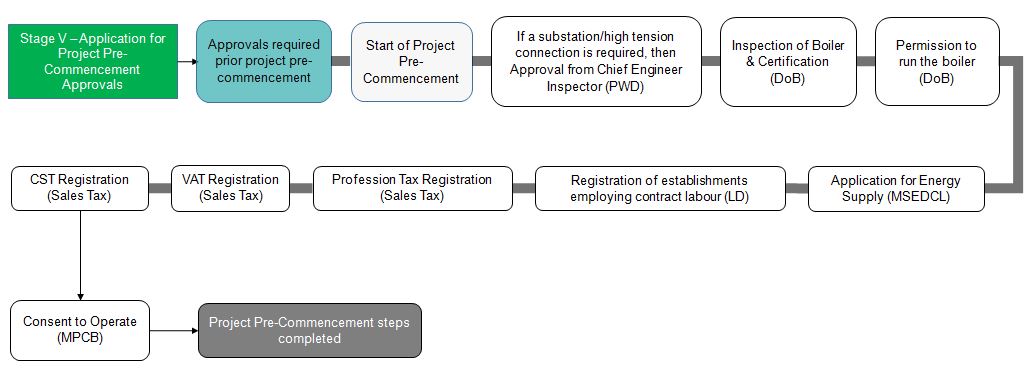 Stage V – Application for
Project Pre-
Commencement
Approvals
Approvals required
prior project pre-
commencement
Start of Project
Pre-
Commencement
If a substation/high tension
connection is required, then
Approval from Chief Engineer
Inspector (PWD)
Inspection of Boiler
& Certification
(DoB)
Permission to
run the boiler
(DoB)
CST Registration
(Sales Tax)
VAT Registration
(Sales Tax)
Profession Tax Registration
(Sales Tax)
Registration of establishments
employing contract labour (LD)
Application for Energy
Supply (MSEDCL)
Consent to Operate
(MPCB)
Project Pre-Commencement steps
completed